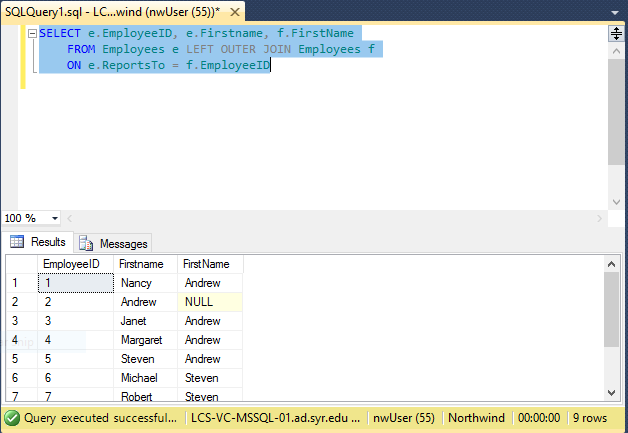 SQLQuery1.sql - LC...wind (nwUser (55))*
SELECT e.EmployeeID, e.Firstname, f.FirstName
FROM Employees e LEFT OUTER JOIN Employees f
ON e.ReportsTo = f.EmployeeID
100 %
Results Messages
EmployeeID Firstname FirstName
1 1 Nancy Andrew
2 2 Andrew NULL
3 3 Janet Andrew
4 4 Margaret Andrew
5 5 Steven Andrew
6 6 Michael Steven
7 7 Robert Steven
Query executed successful... LCS-VC-MSSQL-01.ad.syr.edu ... nwUser (55) Northwind 00:00:00 9 rows